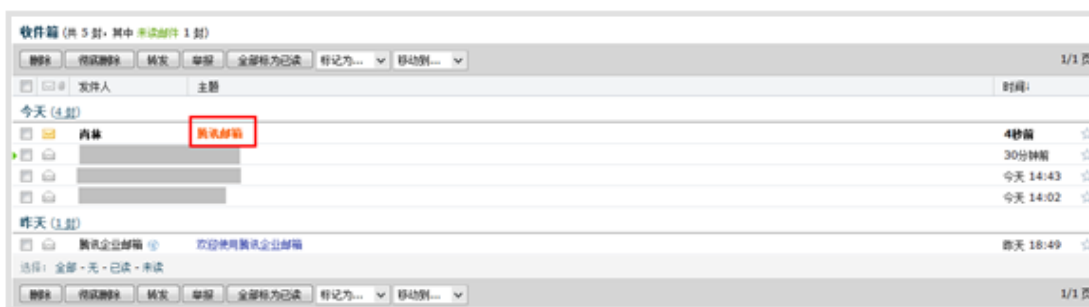 收件箱 (共 5 封, 其中 未读邮件 1 封)
删除 彻底删除 转发 举报 全部标为已读 标记为... 移动到... 1/1 页
发件人 主题 时间↓
今天 (4 封)
肖林 腾讯邮箱 4秒前
30分钟前
今天 14:43
今天 14:02
昨天 (1 封)
腾讯企业邮箱 欢迎使用腾讯企业邮箱 昨天 18:49
选择: 全部 - 无 - 已读 - 未读
删除 彻底删除 转发 举报 全部标为已读 标记为... 移动到... 1/1 页